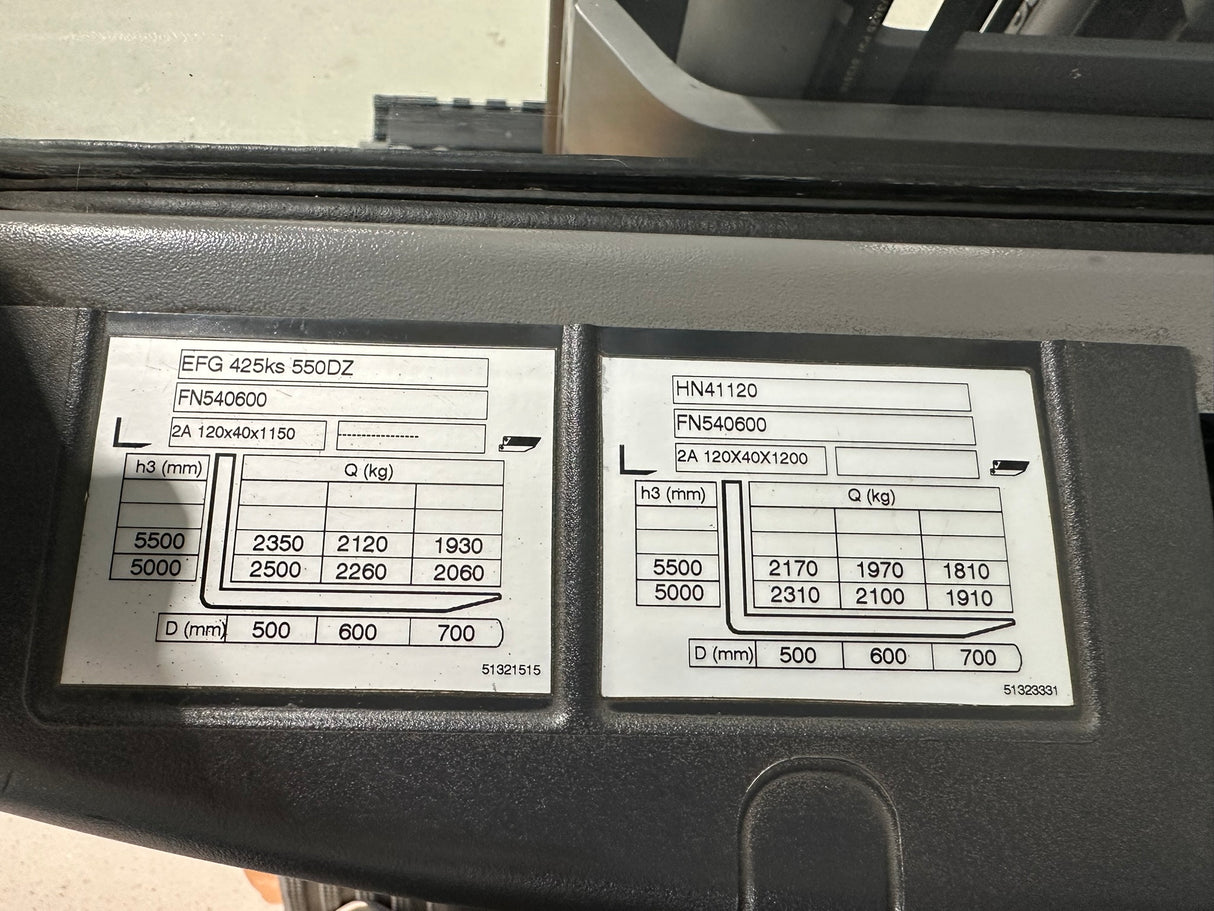 EFG 425ks 550DZ
FN540600
2A 120x40x1150 ----------------
h3 (mm) Q (kg)
5500 2350 2120 1930
5000 2500 2260 2060
D (mm) 500 600 700
51321515
HN41120
FN540600
2A 120X40X1200
h3 (mm) Q (kg)
5500 2170 1970 1810
5000 2310 2100 1910
D (mm) 500 600 700
51323331